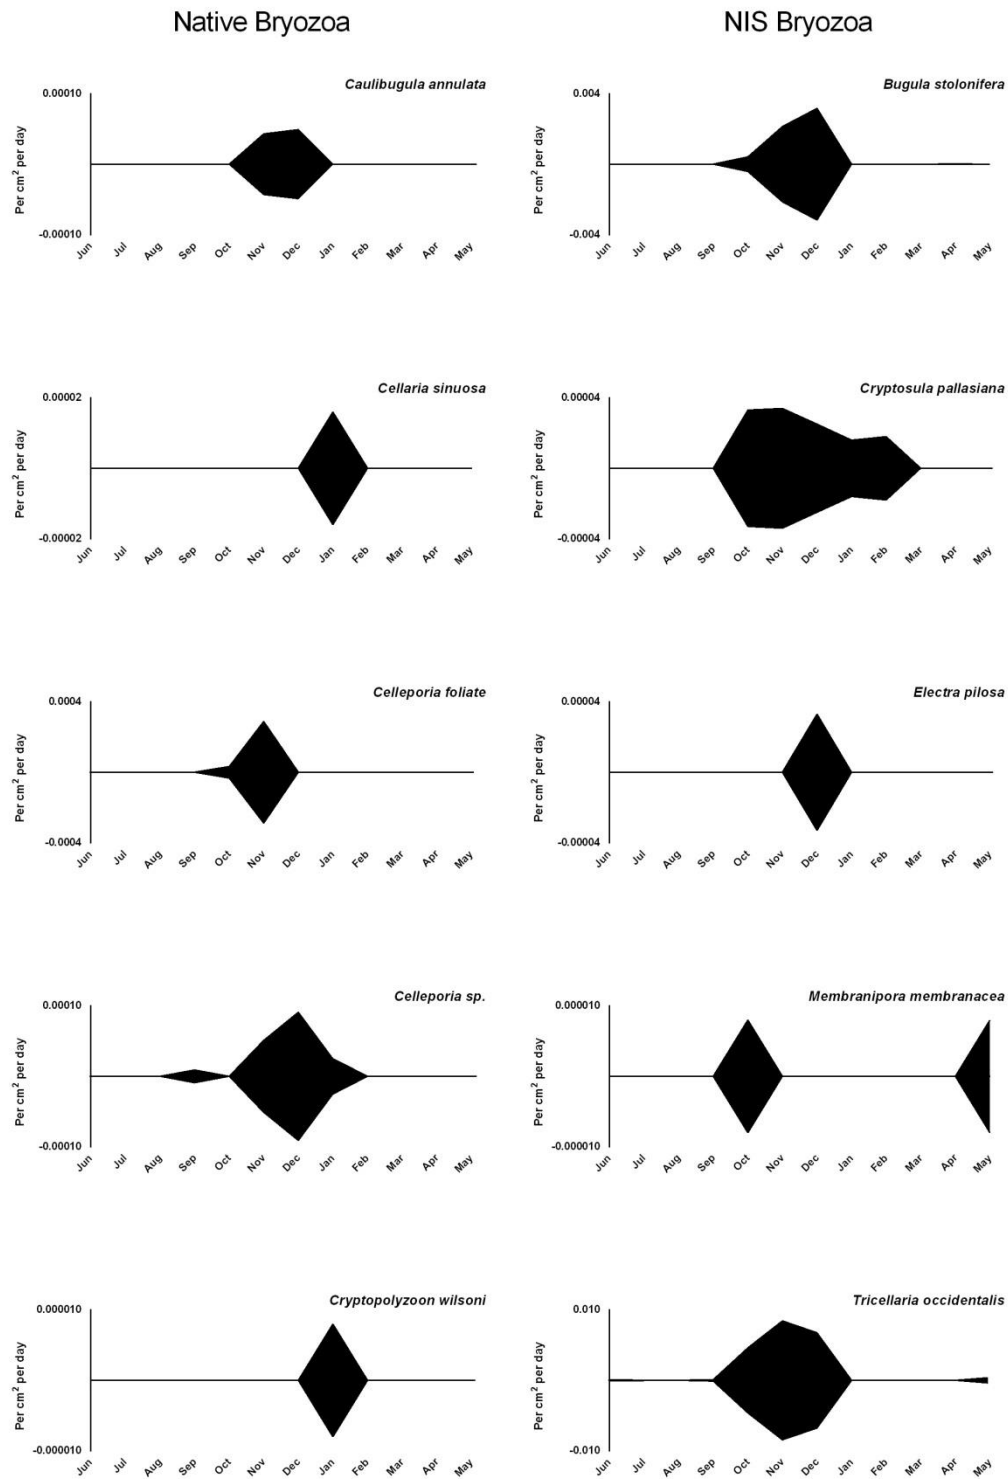 Native Bryozoa
NIS Bryozoa
Caulibugula annulata
0.00010
Per cm² per day
-0.00010
Jun Jul Aug Sep Oct Nov Dec Jan Feb Mar Apr May
Bugula stolonifera
0.004
Per cm² per day
-0.004
Jun Jul Aug Sep Oct Nov Dec Jan Feb Mar Apr May
Cellaria sinuosa
0.00002
Per cm² per day
-0.00002
Jun Jul Aug Sep Oct Nov Dec Jan Feb Mar Apr May
Cryptosula pallasiana
0.00004
Per cm² per day
-0.00004
Jun Jul Aug Sep Oct Nov Dec Jan Feb Mar Apr May
Celleporia foliate
0.0004
Per cm² per day
-0.0004
Jun Jul Aug Sep Oct Nov Dec Jan Feb Mar Apr May
Electra pilosa
0.00004
Per cm² per day
-0.00004
Jun Jul Aug Sep Oct Nov Dec Jan Feb Mar Apr May
Celleporia sp.
0.00010
Per cm² per day
-0.00010
Jun Jul Aug Sep Oct Nov Dec Jan Feb Mar Apr May
Membranipora membranacea
0.000010
Per cm² per day
-0.000010
Jun Jul Aug Sep Oct Nov Dec Jan Feb Mar Apr May
Cryptopolyzoon wilsoni
0.000010
Per cm² per day
-0.000010
Jun Jul Aug Sep Oct Nov Dec Jan Feb Mar Apr May
Tricellaria occidentalis
0.010
Per cm² per day
-0.010
Jun Jul Aug Sep Oct Nov Dec Jan Feb Mar Apr May